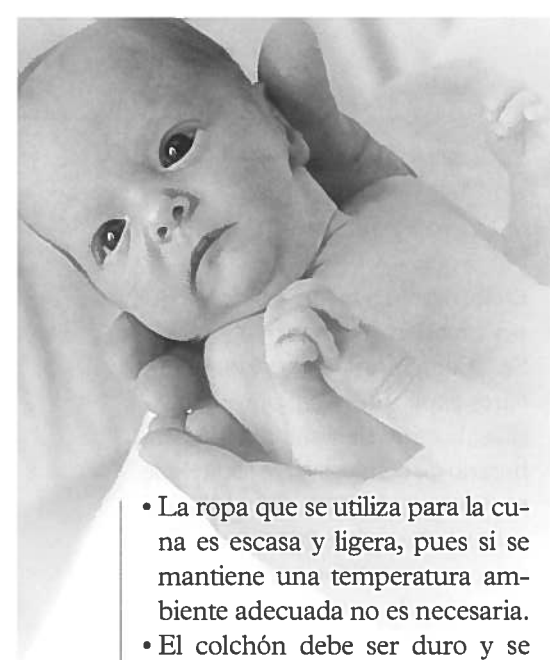 • La ropa que se utiliza para la cu-
na es escasa y ligera, pues si se
mantiene una temperatura am-
biente adecuada no es necesaria.
• El colchón debe ser duro y se